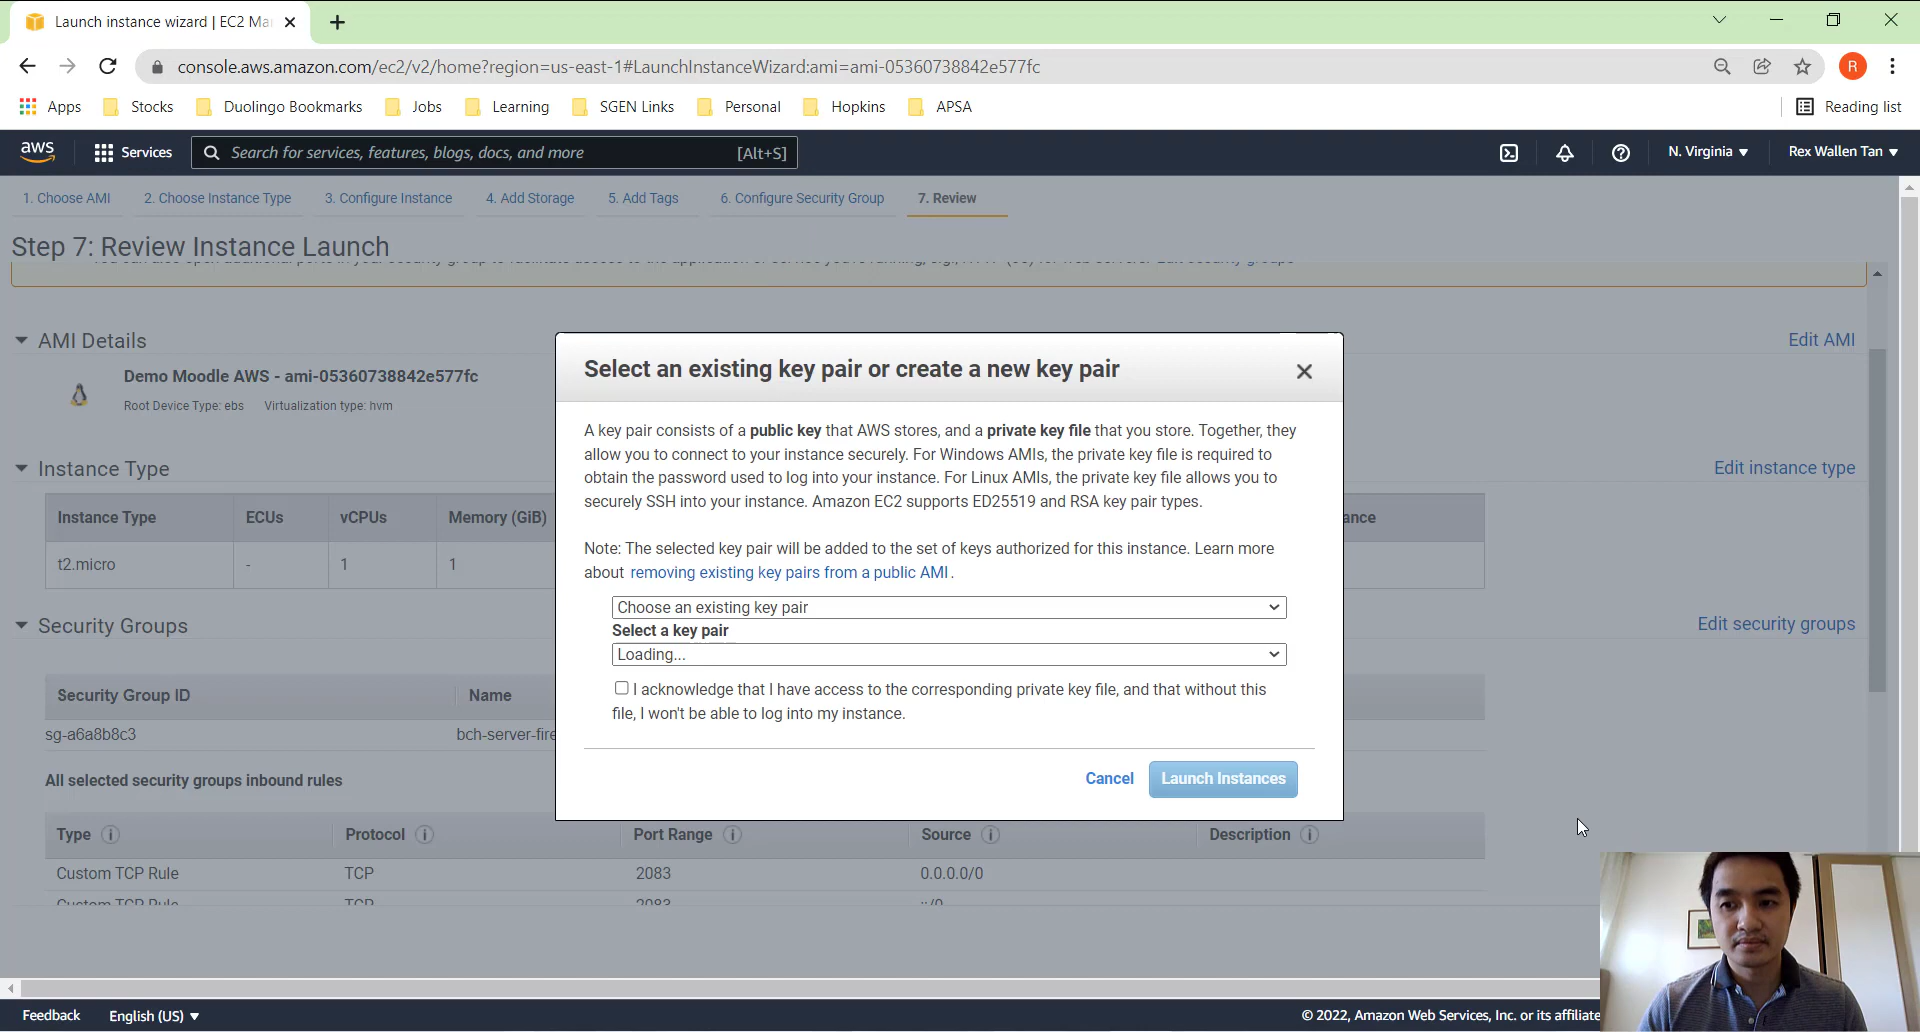 Launch instance wizard | EC2 Ma
console.aws.amazon.com/ec2/v2/home?region=us-east-1#LaunchInstanceWizard:ami=ami-05360738842e577fc
R
Apps Stocks Duolingo Bookmarks Jobs Learning SGEN Links Personal Hopkins APSA Reading list
aws Services Search for services, features, blogs, docs, and more [Alt+S] N. Virginia Rex Wallen Tan
1. Choose AMI 2. Choose Instance Type 3. Configure Instance 4. Add Storage 5. Add Tags 6. Configure Security Group 7. Review
Step 7: Review Instance Launch
AMI Details Edit AMI
Demo Moodle AWS - ami-05360738842e577fc
Root Device Type: ebs Virtualization type: hvm
Select an existing key pair or create a new key pair
A key pair consists of a public key that AWS stores, and a private key file that you store. Together, they
allow you to connect to your instance securely. For Windows AMIs, the private key file is required to
obtain the password used to log into your instance. For Linux AMIs, the private key file allows you to
securely SSH into your instance. Amazon EC2 supports ED25519 and RSA key pair types.
Note: The selected key pair will be added to the set of keys authorized for this instance. Learn more
about removing existing key pairs from a public AMI.
Choose an existing key pair
Select a key pair
Loading...
I acknowledge that I have access to the corresponding private key file, and that without this
file, I won't be able to log into my instance.
Cancel Launch Instances
Instance Type Edit instance type
Instance Type ECUs vCPUs Memory (GiB) ance
t2.micro - 1 1
Security Groups Edit security groups
Security Group ID Name
sg-a6a8b8c3 bch-server-fire
All selected security groups inbound rules
Type Protocol Port Range Source Description
Custom TCP Rule TCP 2083 0.0.0.0/0
Custom TCP Rule TCP 2083 ::/0
Feedback English (US) © 2022, Amazon Web Services, Inc. or its affiliate